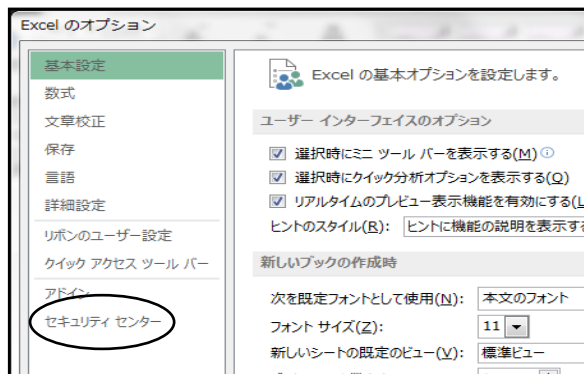 Excel のオプション
基本設定
数式
文章校正
保存
言語
詳細設定
リボンのユーザー設定
クイック アクセス ツール バー
アドイン
セキュリティ センター
Excel の基本オプションを設定します。
ユーザー インターフェイスのオプション
選択時にミニ ツール バーを表示する(M)
選択時にクイック分析オプションを表示する(Q)
リアルタイムのプレビュー表示機能を有効にする(L
ヒントのスタイル(R): ヒントに機能の説明を表示す
新しいブックの作成時
次を既定フォントとして使用(N): 本文のフォント
フォント サイズ(Z): 11
新しいシートの既定のビュー(V): 標準ビュー